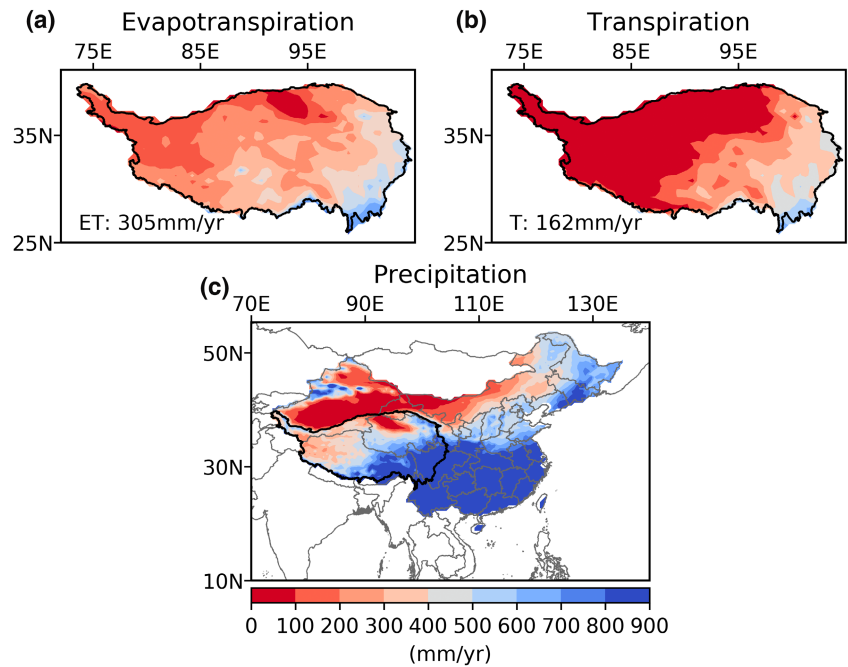 (a) Evapotranspiration
75E 85E 95E
35N
25N
ET: 305mm/yr
(b) Transpiration
75E 85E 95E
35N
25N
T: 162mm/yr
(c) Precipitation
70E 90E 110E 130E
50N
30N
10N
0 100 200 300 400 500 600 700 800 900
(mm/yr)